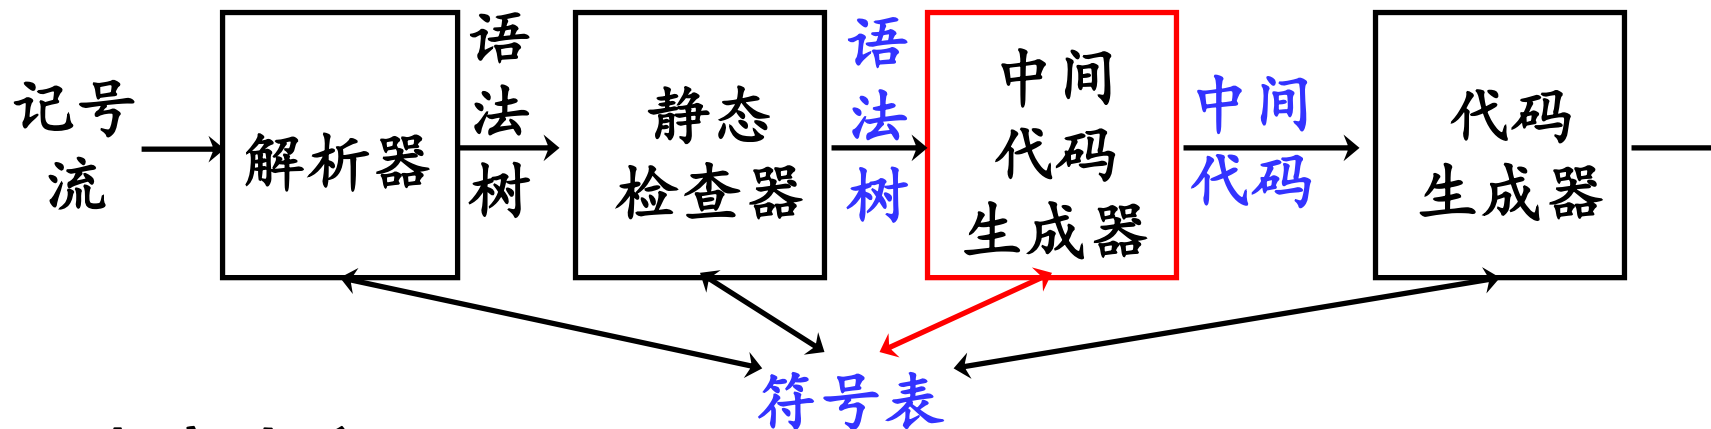 记号
流
解析器
语
法
树
静态
检查器
语
法
树
中间
代码
生成器
中间
代码
代码
生成器
符号表